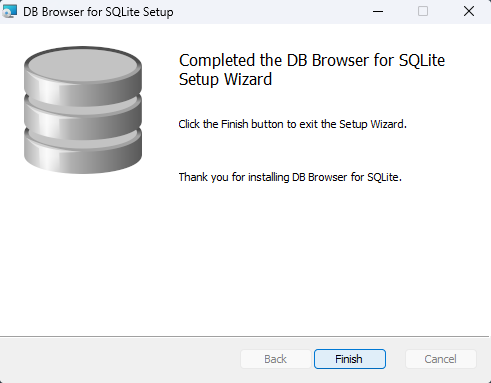 DB Browser for SQLite Setup
Completed the DB Browser for SQLite
Setup Wizard
Click the Finish button to exit the Setup Wizard.
Thank you for installing DB Browser for SQLite.
Back
Finish
Cancel